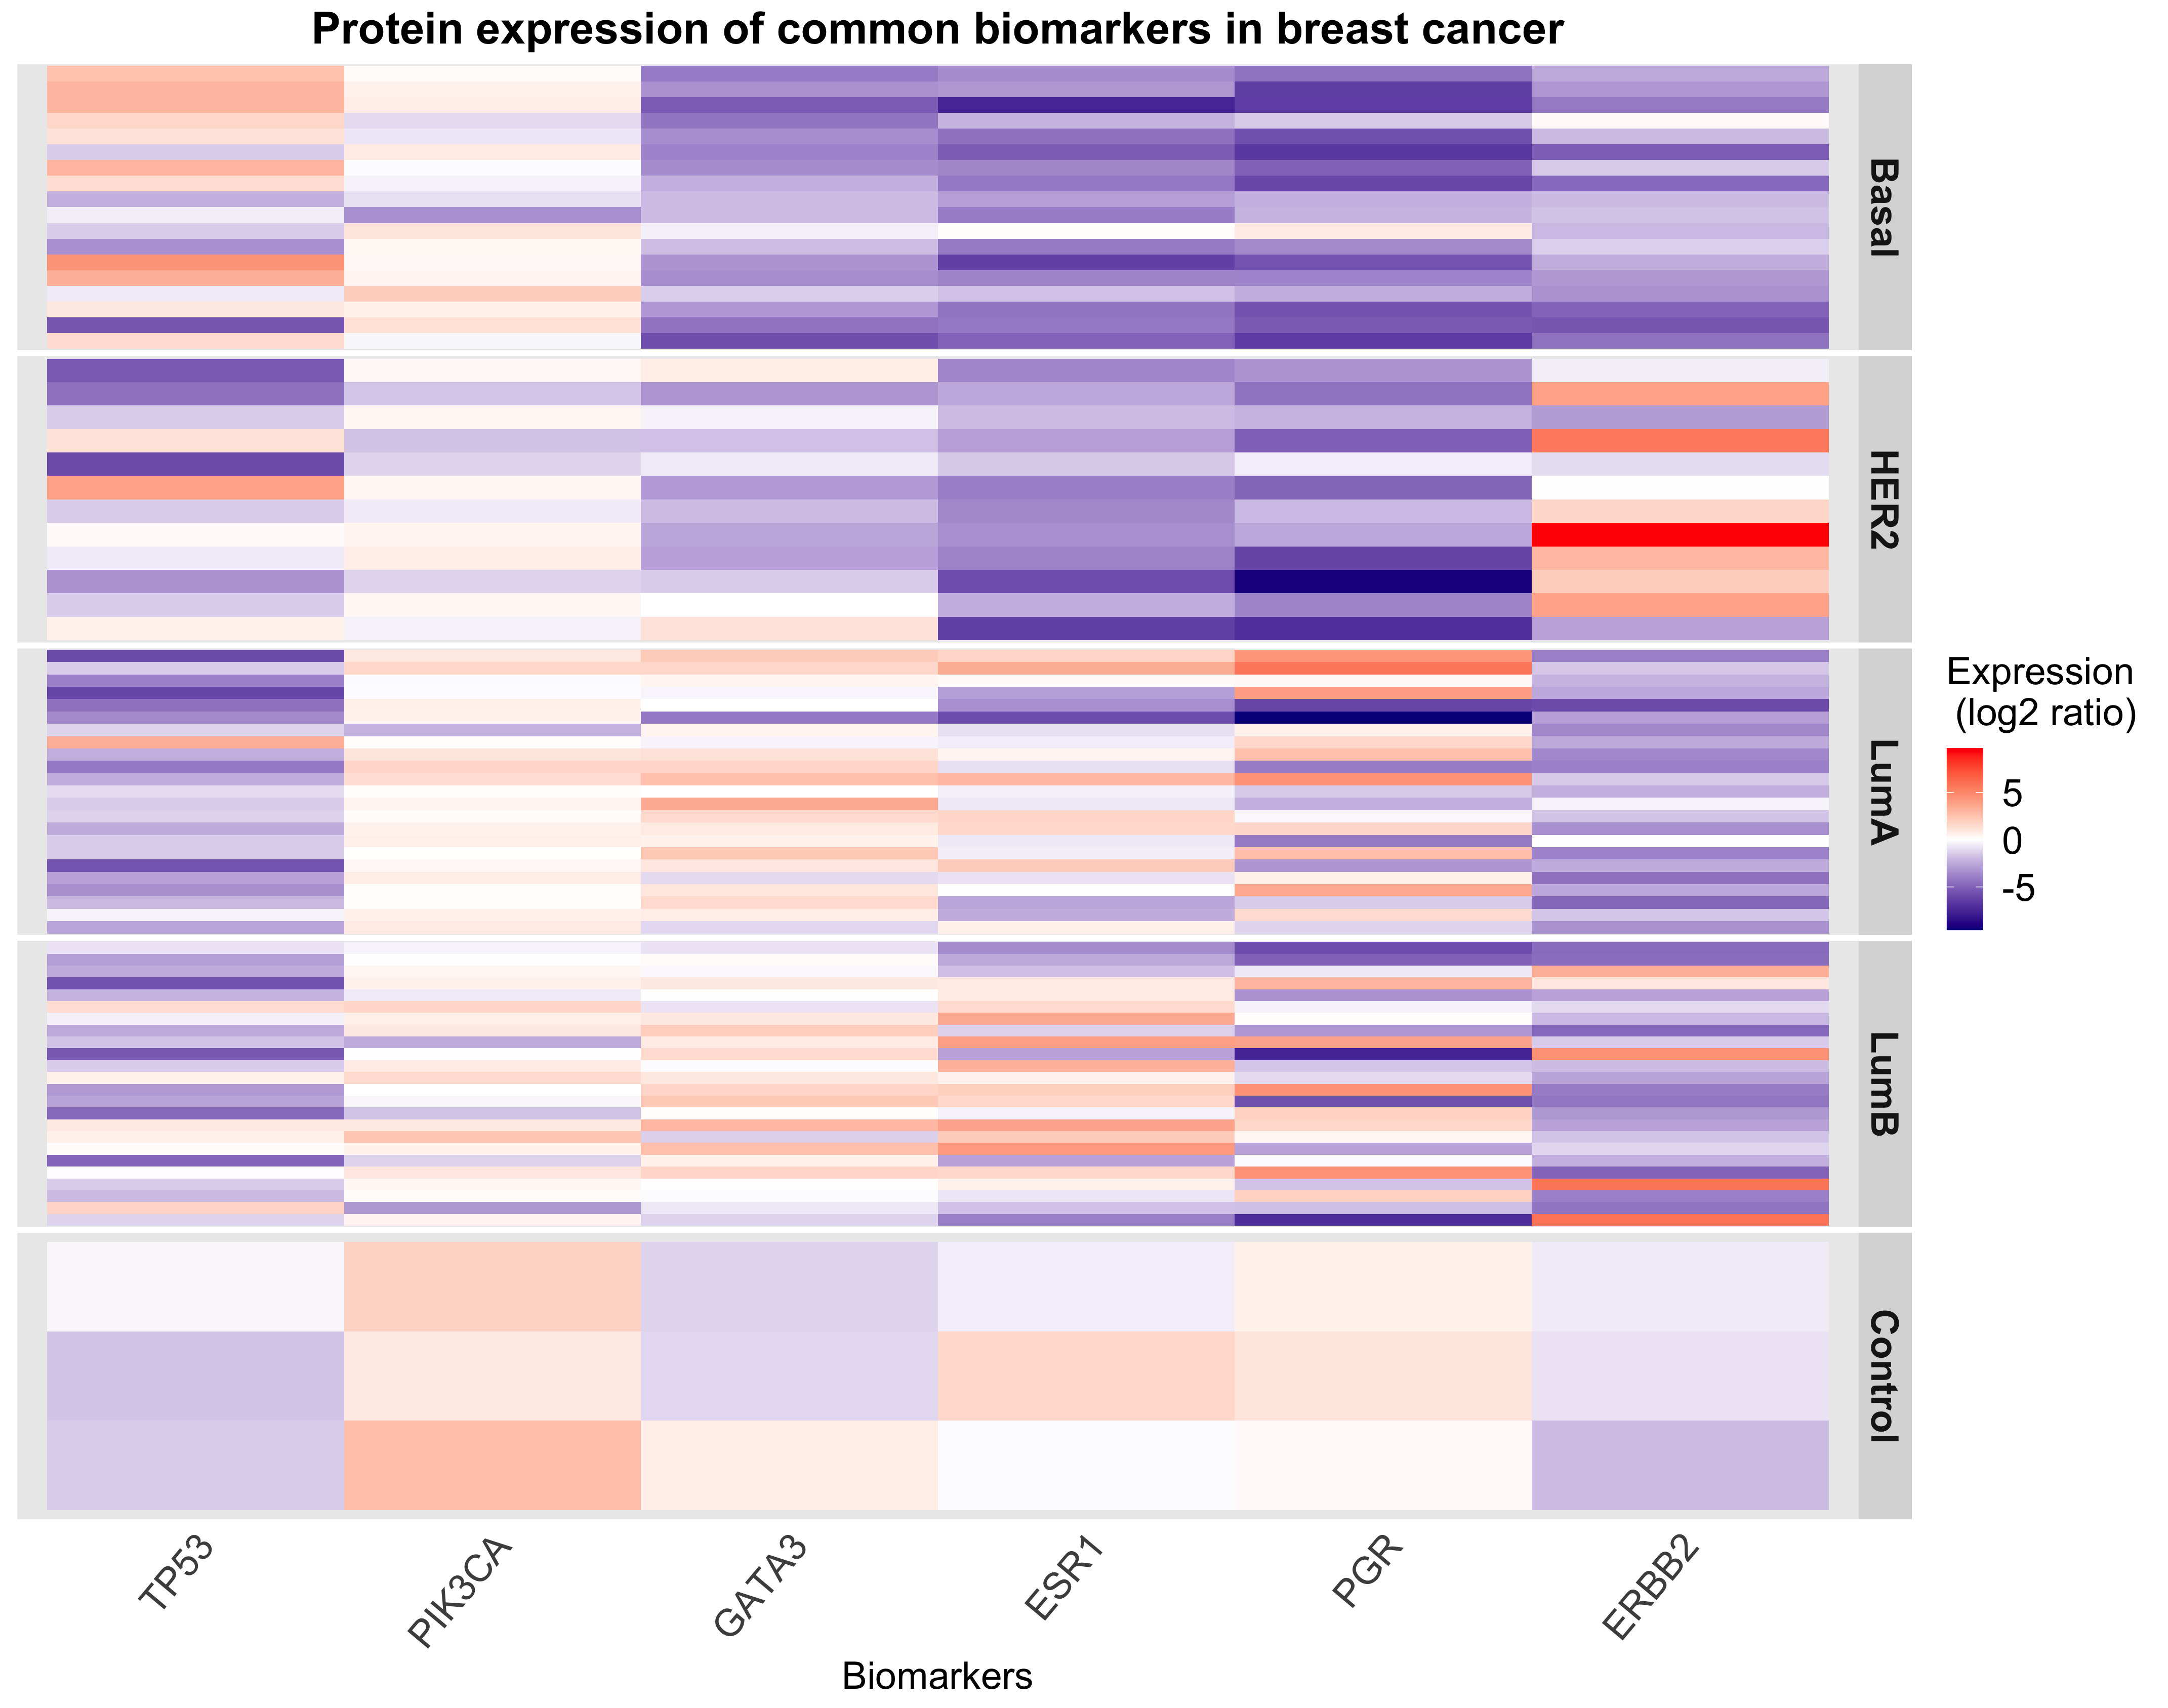 Protein expression of common biomarkers in breast cancer
Basal
HER2
LumA
LumB
Control
Expression
(log2 ratio)
5
0
-5
TP53
PIK3CA
GATA3
ESR1
PGR
ERBB2
Biomarkers